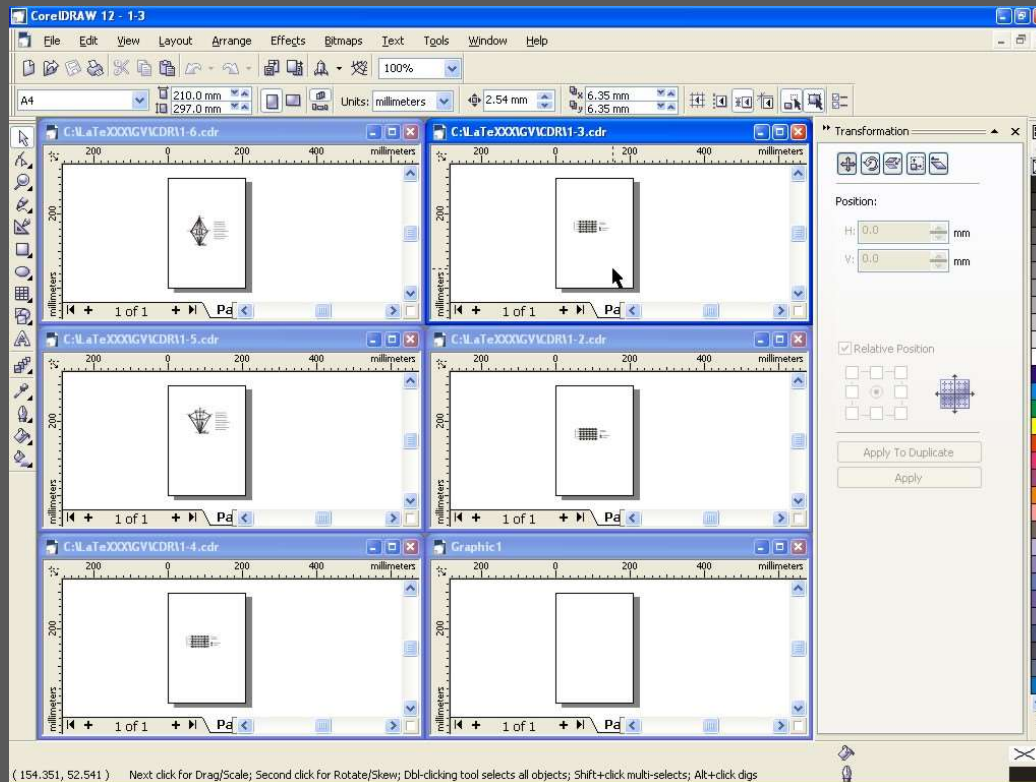 CorelDRAW 12 - 1-3
File Edit View Layout Arrange Effects Bitmaps Text Tools Window Help
100%
A4 210.0 mm 297.0 mm Units: millimeters 2.54 mm x 6.35 mm y 6.35 mm
C:\LaTeXXX\GV\CDR\1-6.cdr
200 0 200 400 millimeters
200
millimeters
1 of 1 Pa
C:\LaTeXXX\GV\CDR\1-3.cdr
200 0 200 400 millimeters
200
millimeters
1 of 1 Pa
C:\LaTeXXX\GV\CDR\1-5.cdr
200 0 200 400 millimeters
200
millimeters
1 of 1 Pa
C:\LaTeXXX\GV\CDR\1-2.cdr
200 0 200 400 millimeters
200
millimeters
1 of 1 Pa
C:\LaTeXXX\GV\CDR\1-4.cdr
200 0 200 400 millimeters
200
millimeters
1 of 1 Pa
Graphic1
200 0 200 400 millimeters
200
millimeters
1 of 1 Pa
Transformation
Position:
H: 0.0 mm
V: 0.0 mm
Relative Position
Apply To Duplicate
Apply
( 154.351, 52.541 ) Next click for Drag/Scale; Second click for Rotate/Skew; Dbl-clicking tool selects all objects; Shift+click multi-selects; Alt+click digs